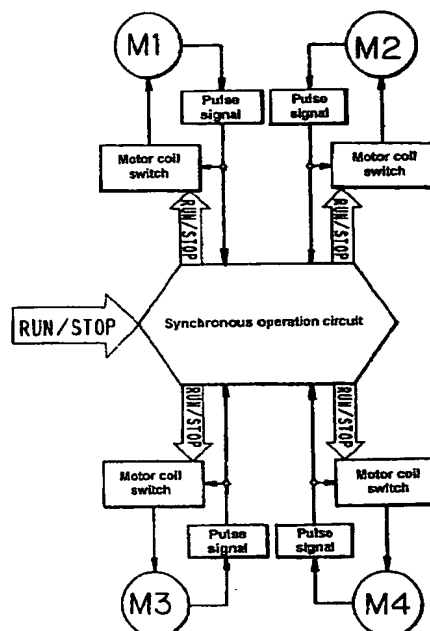 M1
M2
Pulse
signal
Pulse
signal
Motor coil
switch
Motor coil
switch
RUN/STOP
RUN/STOP
RUN/STOP
Synchronous operation circuit
RUN/STOP
RUN/STOP
Motor coil
switch
Motor coil
switch
Pulse
signal
Pulse
signal
M3
M4